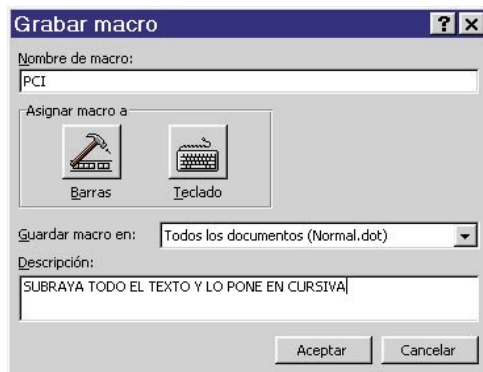 Grabar macro
Nombre de macro:
PCI
Asignar macro a
Barras Teclado
Guardar macro en: Todos los documentos (Normal.dot)
Descripción:
SUBRAYA TODO EL TEXTO Y LO PONE EN CURSIVA
Aceptar Cancelar